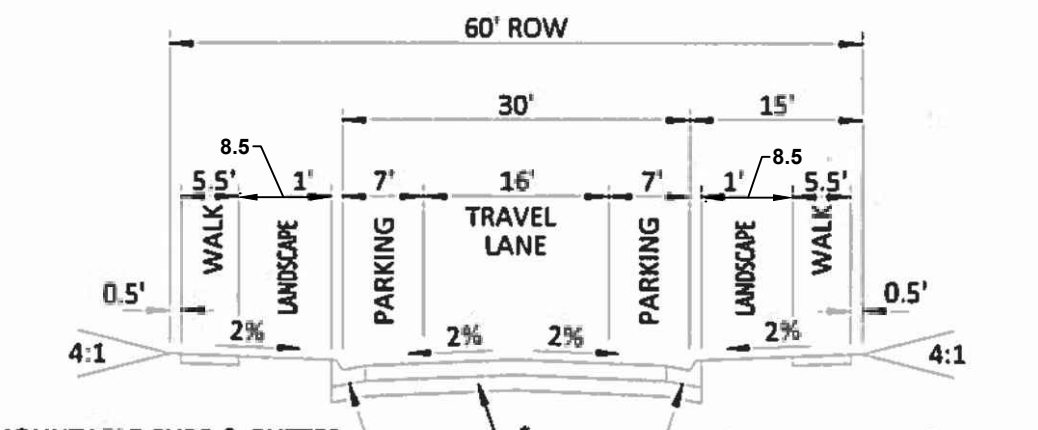 60' ROW
30' 15'
8.5 8.5
5.5' 1' 7' 16' 7' 1' 5.5'
TRAVEL
LANE
WALK
LANDSCAPE
PARKING
PARKING
LANDSCAPE
WALK
0.5' 0.5'
2% 2% 2% 2%
4:1 4:1